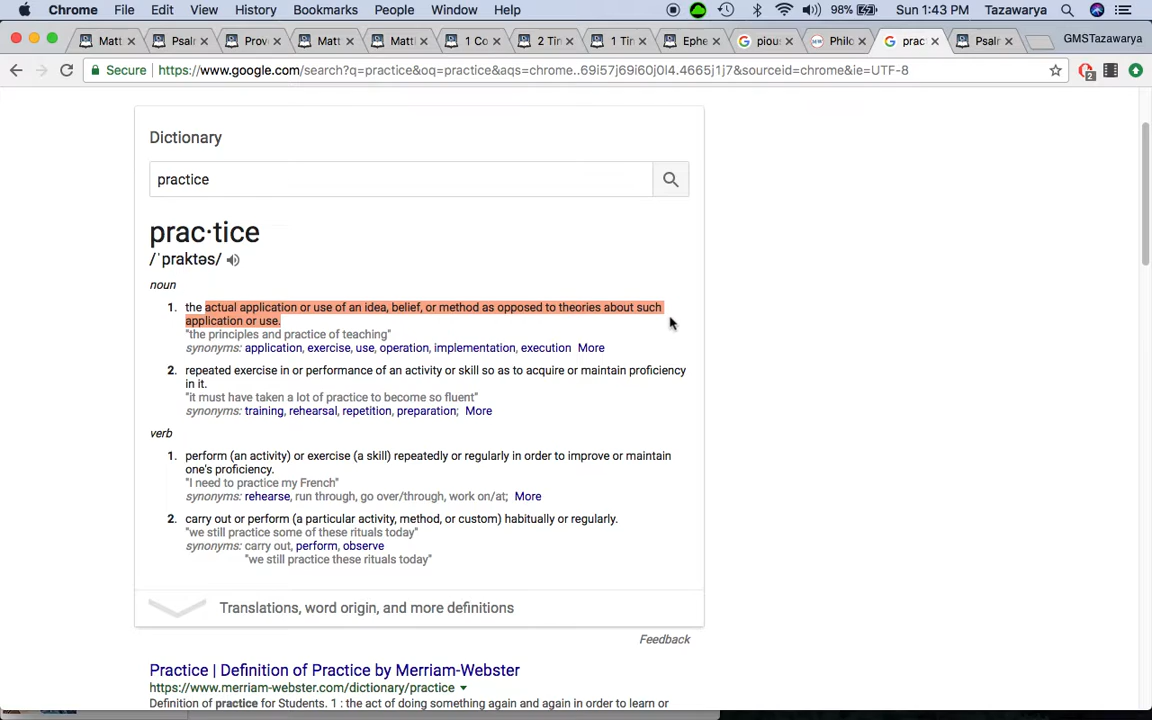 Chrome File Edit View History Bookmarks People Window Help 98% Sun 1:43 PM Tazawarya
Matt Psalr Prov Matt Matt 1 Co 2 Tin 1 Tin Ephe piou Philo prac Psalr GMSTazawarya
Secure https://www.google.com/search?q=practice&oq=practice&aqs=chrome..69i57j69i60j0l4.4665j1j7&sourceid=chrome&ie=UTF-8 2
Dictionary
practice
prac·tice
/ˈpraktəs/
noun
1. the actual application or use of an idea, belief, or method as opposed to theories about such
application or use.
"the principles and practice of teaching"
synonyms: application, exercise, use, operation, implementation, execution More
2. repeated exercise in or performance of an activity or skill so as to acquire or maintain proficiency
in it.
"it must have taken a lot of practice to become so fluent"
synonyms: training, rehearsal, repetition, preparation; More
verb
1. perform (an activity) or exercise (a skill) repeatedly or regularly in order to improve or maintain
one's proficiency.
"I need to practice my French"
synonyms: rehearse, run through, go over/through, work on/at; More
2. carry out or perform (a particular activity, method, or custom) habitually or regularly.
"we still practice some of these rituals today"
synonyms: carry out, perform, observe
"we still practice these rituals today"
Translations, word origin, and more definitions
Feedback
Practice | Definition of Practice by Merriam-Webster
https://www.merriam-webster.com/dictionary/practice
Definition of practice for Students. 1 : the act of doing something again and again in order to learn or